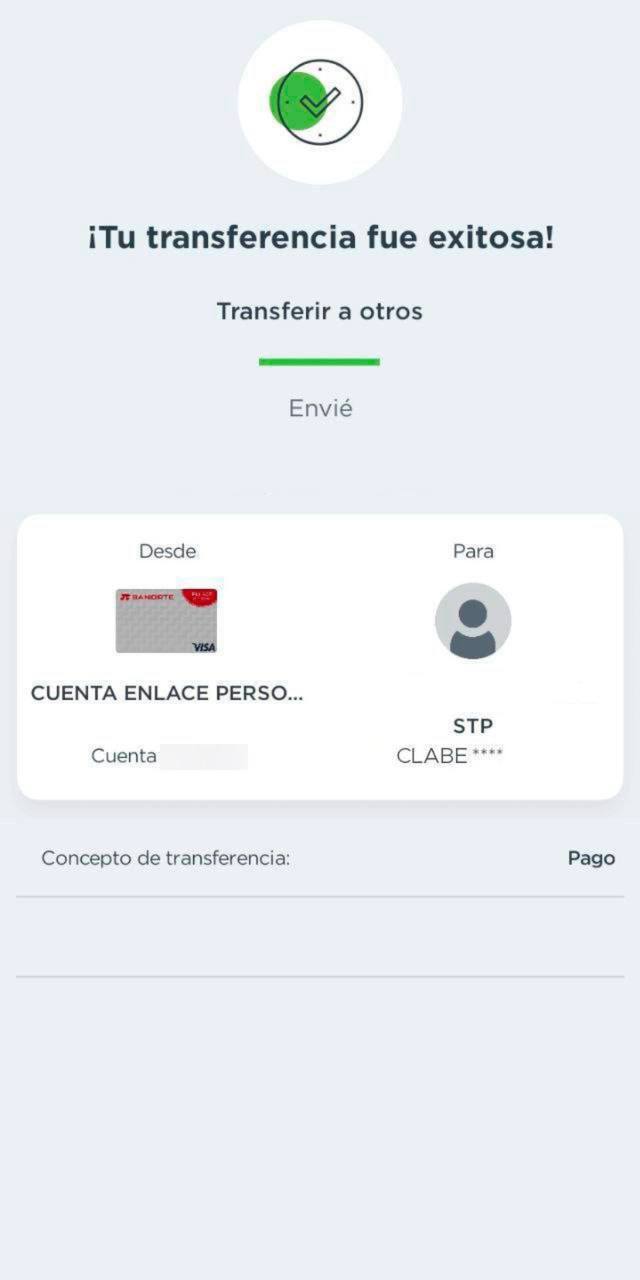 ¡Tu transferencia fue exitosa!
Transferir a otros
Envié
Desde
Para
BANORTE
VISA
CUENTA ENLACE PERSO...
STP
Cuenta
CLABE ****
Concepto de transferencia:
Pago